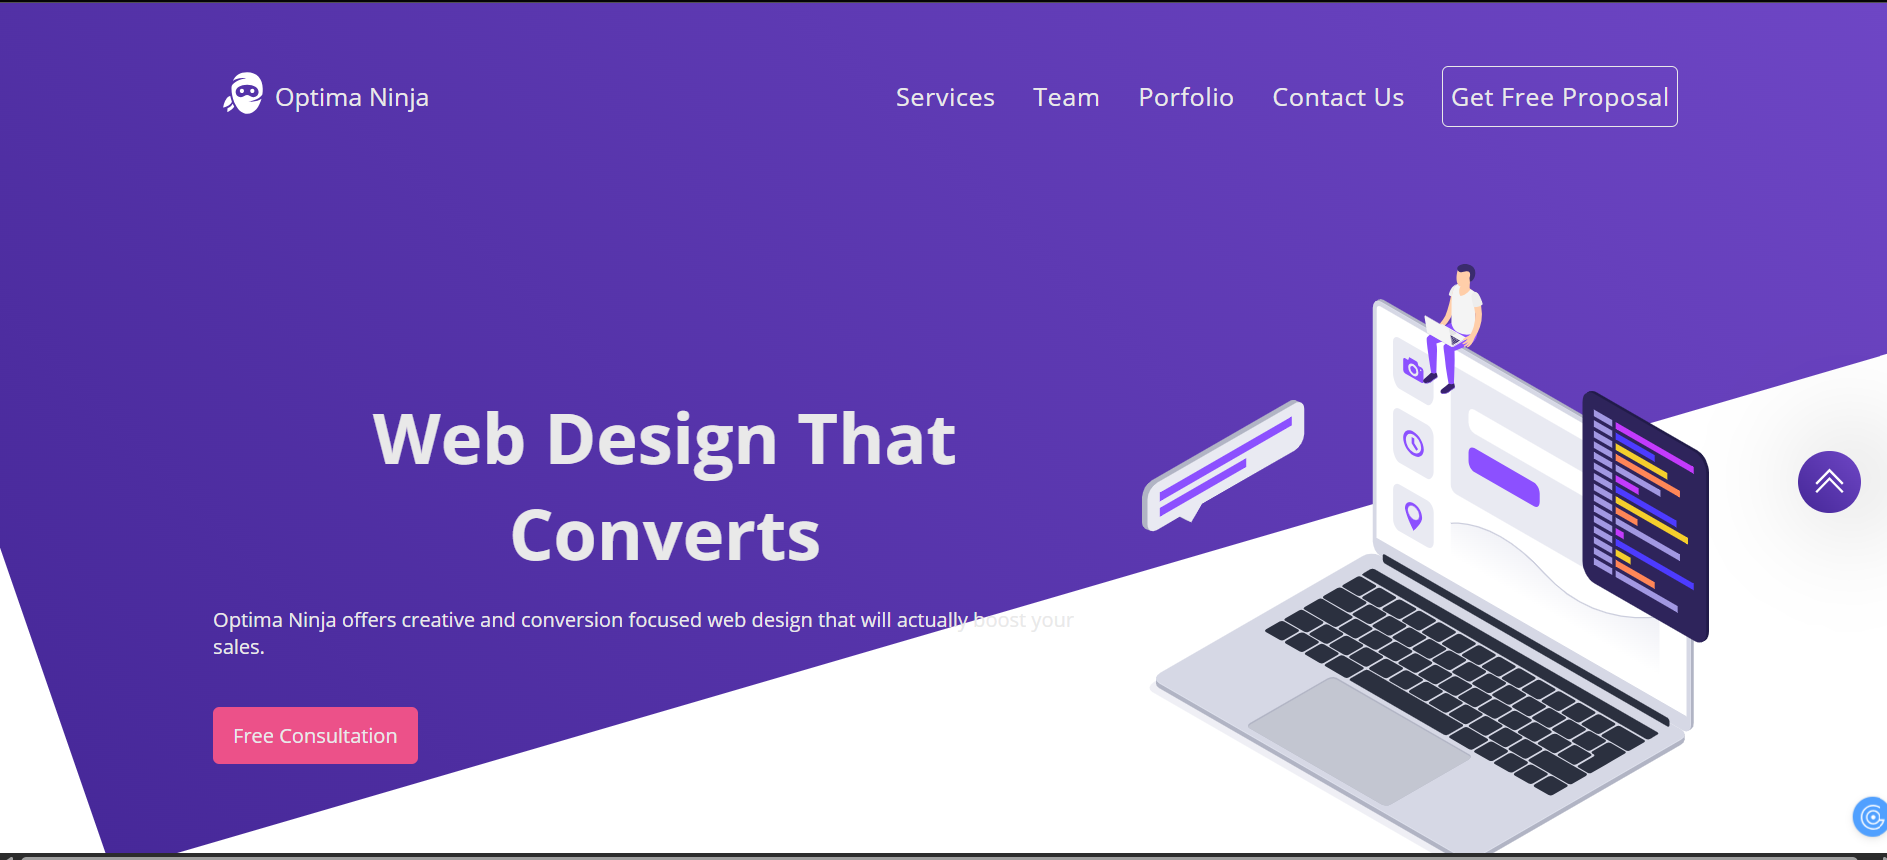 Optima Ninja
Services Team Porfolio Contact Us Get Free Proposal
Web Design That
Converts
Optima Ninja offers creative and conversion focused web design that will actually boost your
sales.
Free Consultation